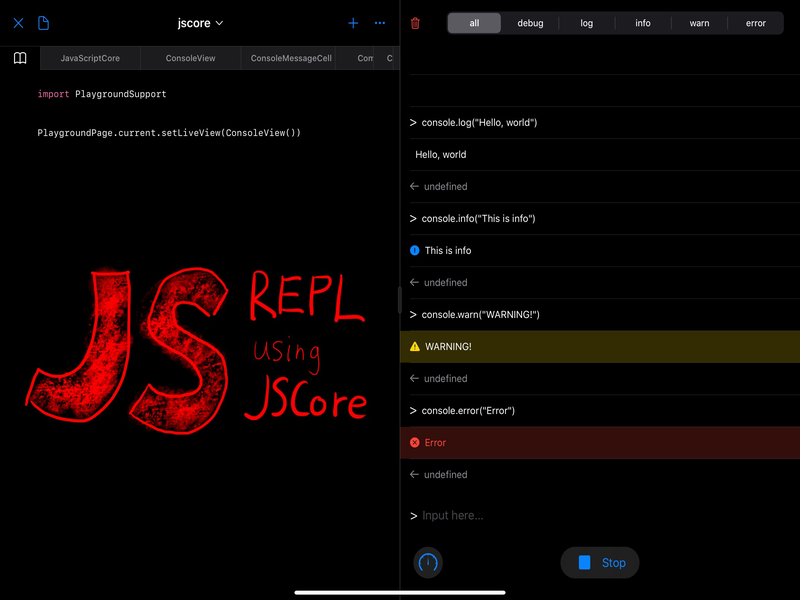 jscore
JavaScriptCore
ConsoleView
ConsoleMessageCell
Com
C
import PlaygroundSupport
PlaygroundPage.current.setLiveView(ConsoleView())
JS
REPL
using
JSCore
all
debug
log
info
warn
error
> console.log("Hello, world")
Hello, world
← undefined
> console.info("This is info")
This is info
← undefined
> console.warn("WARNING!")
WARNING!
← undefined
> console.error("Error")
Error
← undefined
> Input here...
Stop